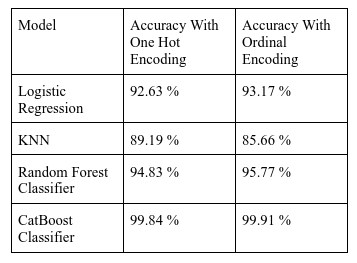 Model
Accuracy With
One Hot
Encoding
Accuracy With
Ordinal
Encoding
Logistic
Regression
92.63 %
93.17 %
KNN
89.19 %
85.66 %
Random Forest
Classifier
94.83 %
95.77 %
CatBoost
Classifier
99.84 %
99.91 %